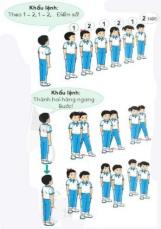 Khẩu lệnh:
Theo 1 - 2, 1 - 2,... Điểm số!
1 2 1 2 1 2
Khẩu lệnh:
Thành hai hàng ngang
Bước!